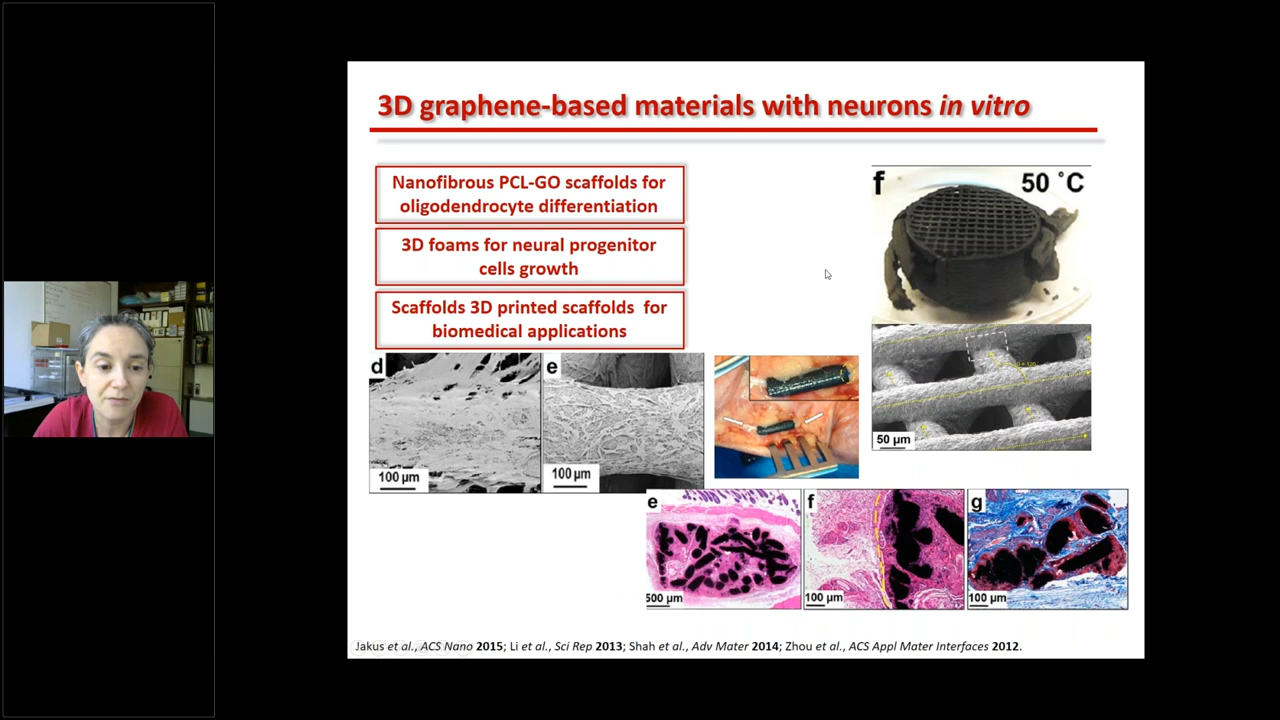 3D graphene-based materials with neurons in vitro
Nanofibrous PCL-GO scaffolds for
oligodendrocyte differentiation
3D foams for neural progenitor
cells growth
Scaffolds 3D printed scaffolds for
biomedical applications
f 50 °C
d
e
100 µm
100 µm
50 µm
e
f
g
500 µm
100 µm
100 µm
Jakus et al., ACS Nano 2015; Li et al., Sci Rep 2013; Shah et al., Adv Mater 2014; Zhou et al., ACS Appl Mater Interfaces 2012.